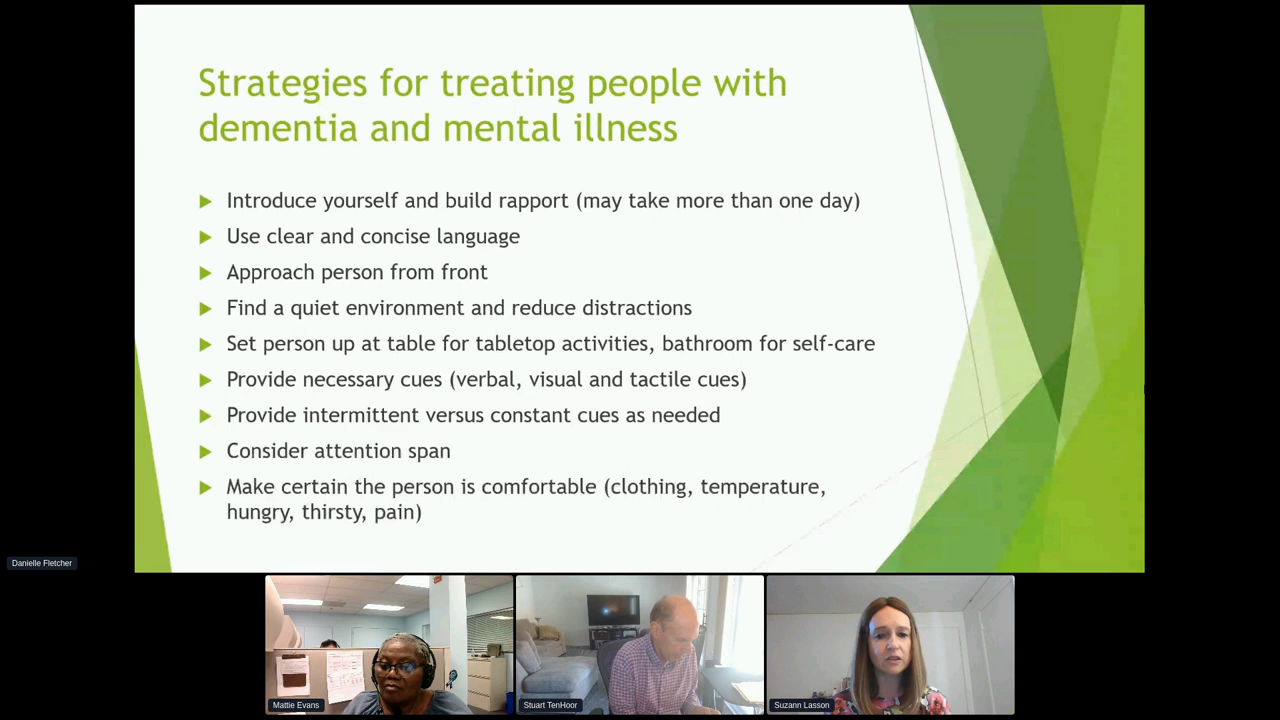 Strategies for treating people with
dementia and mental illness
Introduce yourself and build rapport (may take more than one day)
Use clear and concise language
Approach person from front
Find a quiet environment and reduce distractions
Set person up at table for tabletop activities, bathroom for self-care
Provide necessary cues (verbal, visual and tactile cues)
Provide intermittent versus constant cues as needed
Consider attention span
Make certain the person is comfortable (clothing, temperature,
hungry, thirsty, pain)
Danielle Fletcher
Mattie Evans
Stuart TenHoor
Suzann Lasson